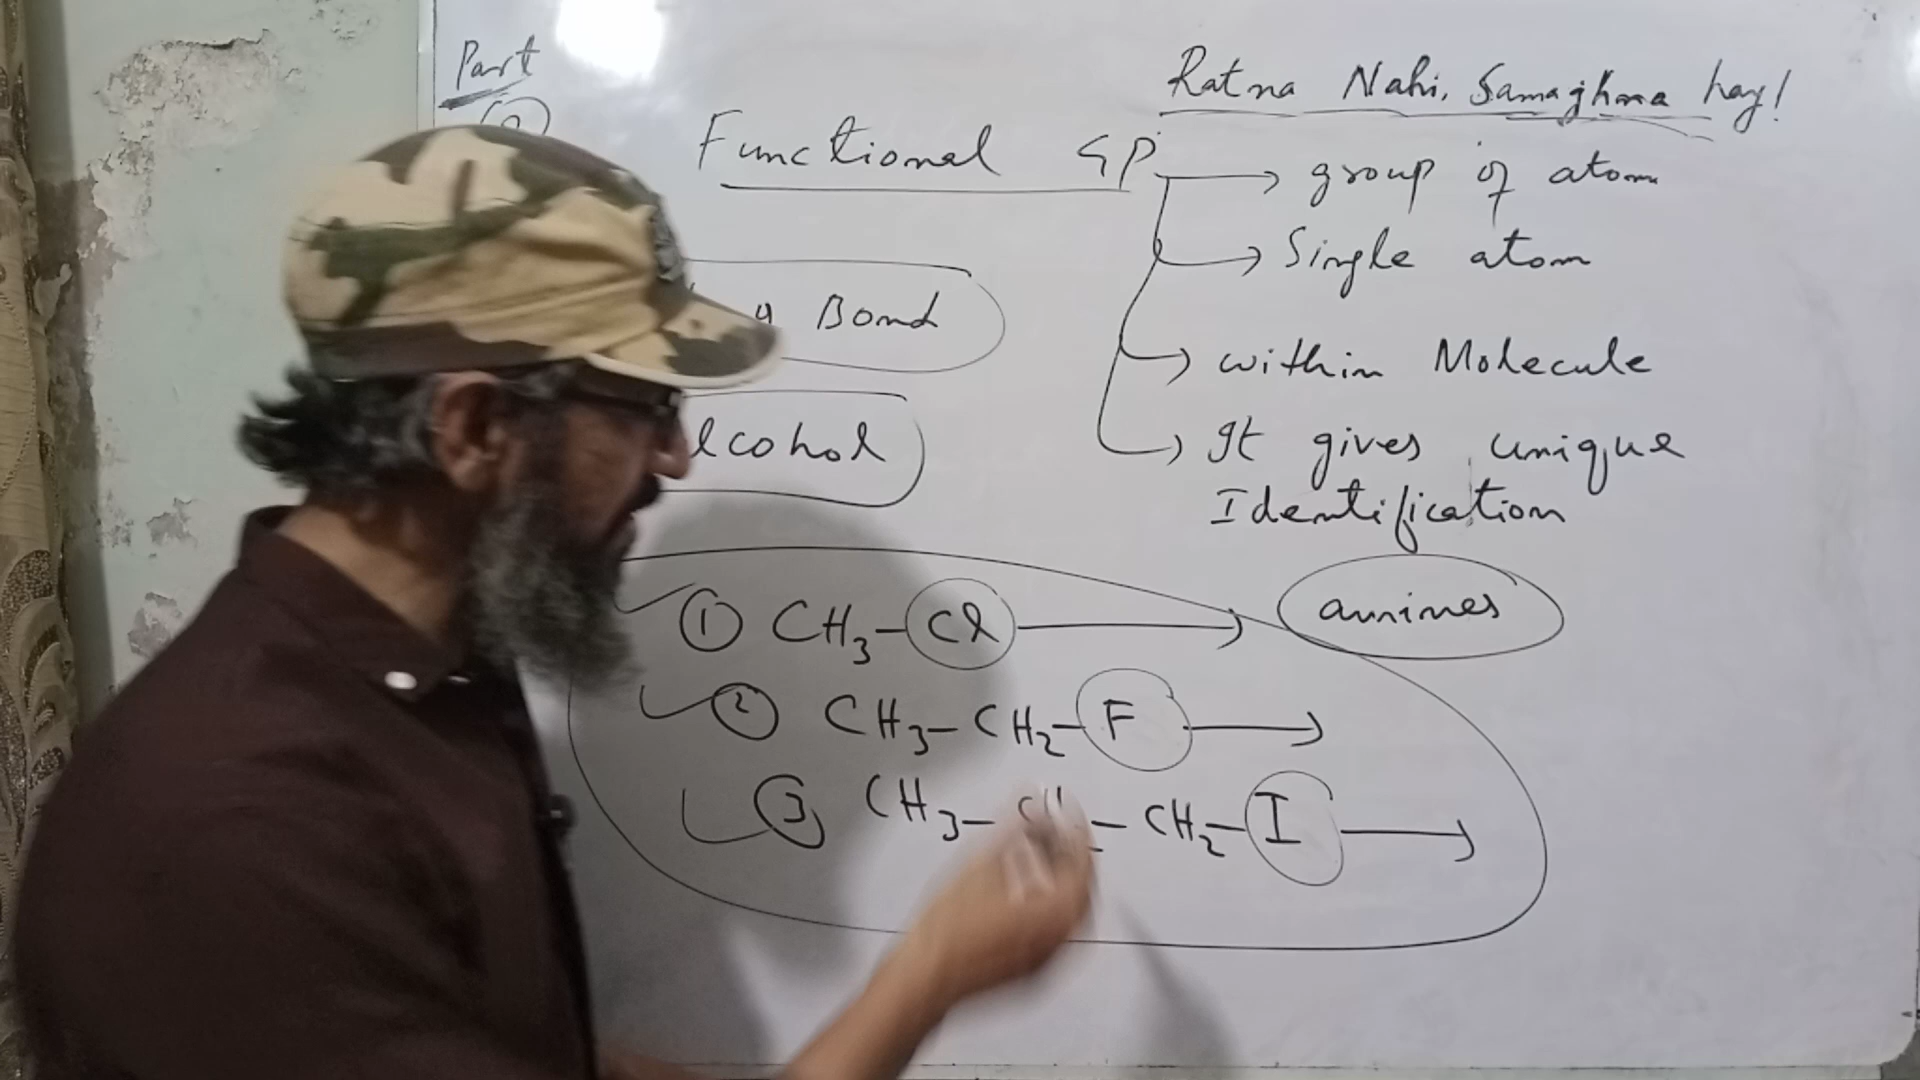 Part
2
Ratna Nahi, Samajhna hay!
Functional GP
→ group of atom
→ Single atom
→ within Molecule
→ It gives unique
Identification
Bond
lcohol
① CH3-Cl →
amines
② CH3-CH2-F →
③ CH3- - CH2-I →